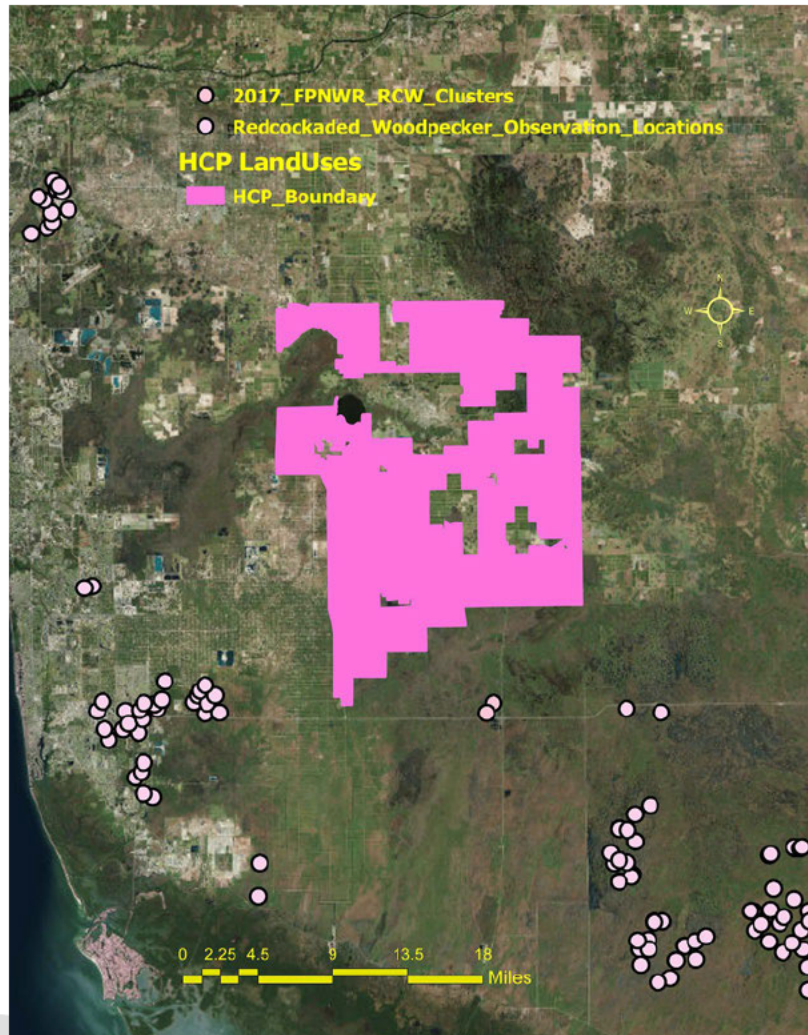 2017_FPNWR_RCW_Clusters
Redcockaded_Woodpecker_Observation_Locations
HCP LandUses
HCP_Boundary
N
W E
S
0 2.25 4.5 9 13.5 18
Miles